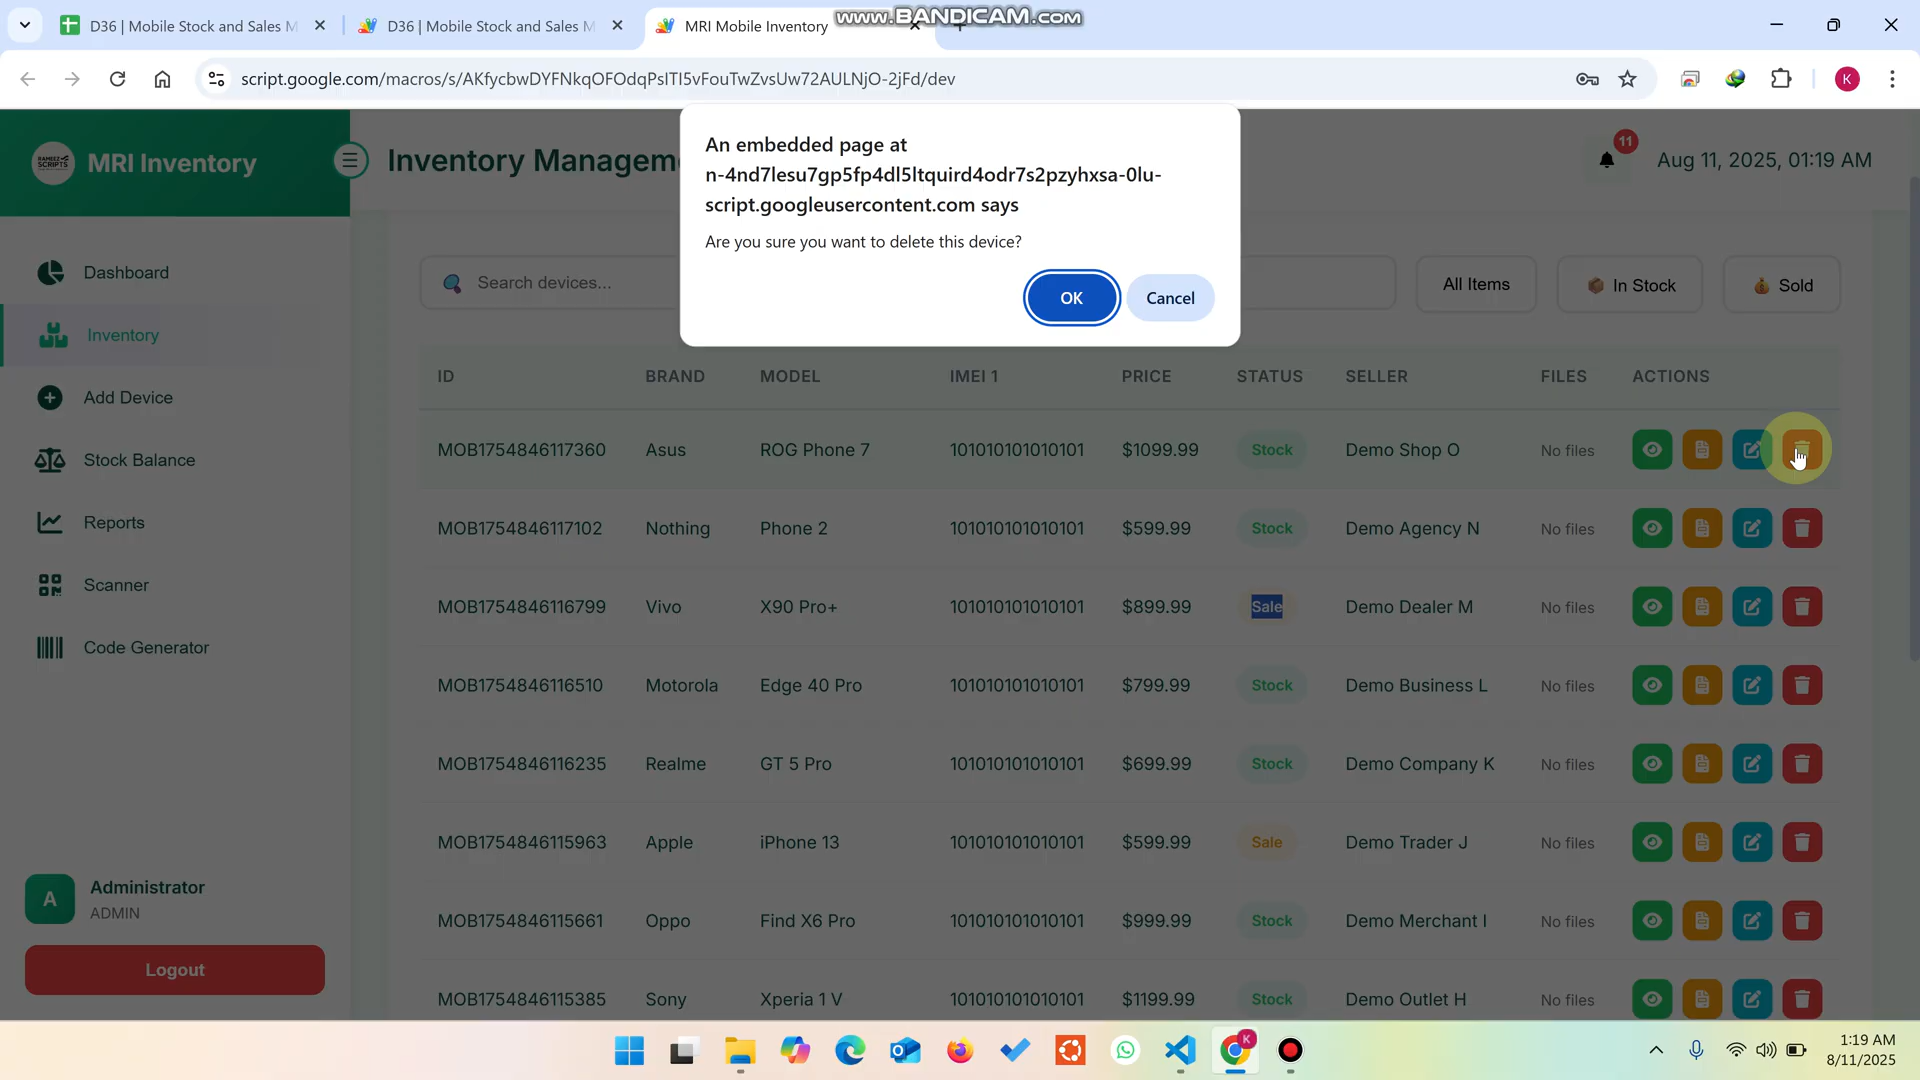 D36 | Mobile Stock and Sales M
D36 | Mobile Stock and Sales M
MRI Mobile Inventory
www.BANDICAM.com
script.google.com/macros/s/AKfycbwDYFNkqOFOdqPsITI5vFouTwZvsUw72AULNjO-2jFd/dev
K
An embedded page at
n-4nd7lesu7gp5fp4dl5ltquird4odr7s2pzyhxsa-0lu-
script.googleusercontent.com says
Are you sure you want to delete this device?
OK
Cancel
RAMEEZ
SCRIPTS
MRI Inventory
Inventory Managem
11
Aug 11, 2025, 01:19 AM
Dashboard
Inventory
Add Device
Stock Balance
Reports
Scanner
Code Generator
A
Administrator
ADMIN
Logout
Search devices...
All Items
In Stock
Sold
ID BRAND MODEL IMEI 1 PRICE STATUS SELLER FILES ACTIONS
MOB1754846117360 Asus ROG Phone 7 101010101010101 $1099.99 Stock Demo Shop O No files
MOB1754846117102 Nothing Phone 2 101010101010101 $599.99 Stock Demo Agency N No files
MOB1754846116799 Vivo X90 Pro+ 101010101010101 $899.99 Sale Demo Dealer M No files
MOB1754846116510 Motorola Edge 40 Pro 101010101010101 $799.99 Stock Demo Business L No files
MOB1754846116235 Realme GT 5 Pro 101010101010101 $699.99 Stock Demo Company K No files
MOB1754846115963 Apple iPhone 13 101010101010101 $599.99 Sale Demo Trader J No files
MOB1754846115661 Oppo Find X6 Pro 101010101010101 $999.99 Stock Demo Merchant I No files
MOB1754846115385 Sony Xperia 1 V 101010101010101 $1199.99 Stock Demo Outlet H No files
K
1:19 AM
8/11/2025